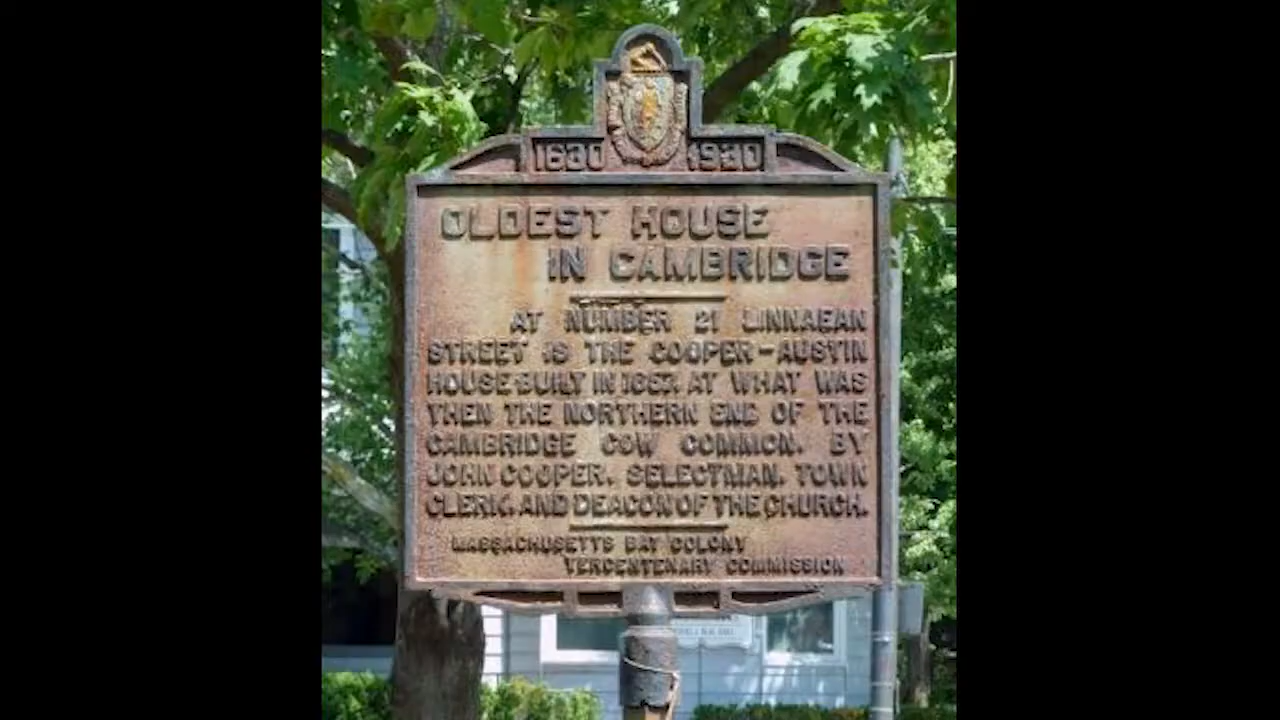 1630 1930
OLDEST HOUSE
IN CAMBRIDGE
AT NUMBER 21 LINNAEAN
STREET IS THE COOPER-AUSTIN
HOUSE BUILT IN 1657, AT WHAT WAS
THEN THE NORTHERN END OF THE
CAMBRIDGE COW COMMON, BY
JOHN COOPER, SELECTMAN, TOWN
CLERK, AND DEACON OF THE CHURCH.
MASSACHUSETTS BAY COLONY
TERCENTENARY COMMISSION